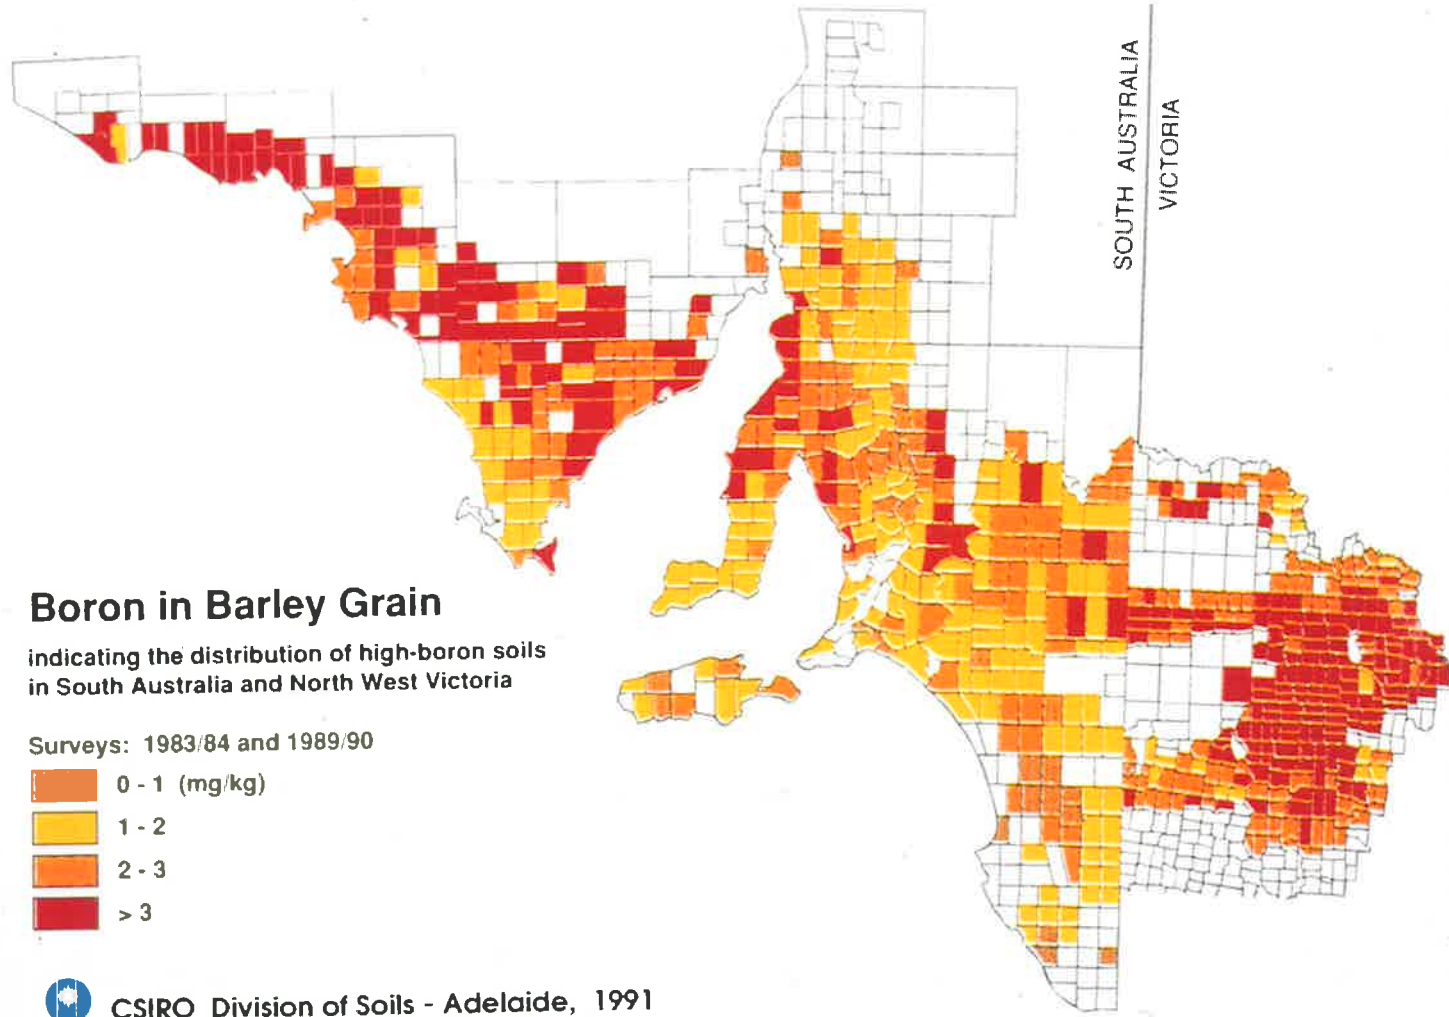 SOUTH AUSTRALIA
VICTORIA
Boron in Barley Grain
indicating the distribution of high-boron soils
in South Australia and North West Victoria
Surveys: 1983/84 and 1989/90
0 - 1 (mg/kg)
1 - 2
2 - 3
> 3
CSIRO Division of Soils - Adelaide, 1991